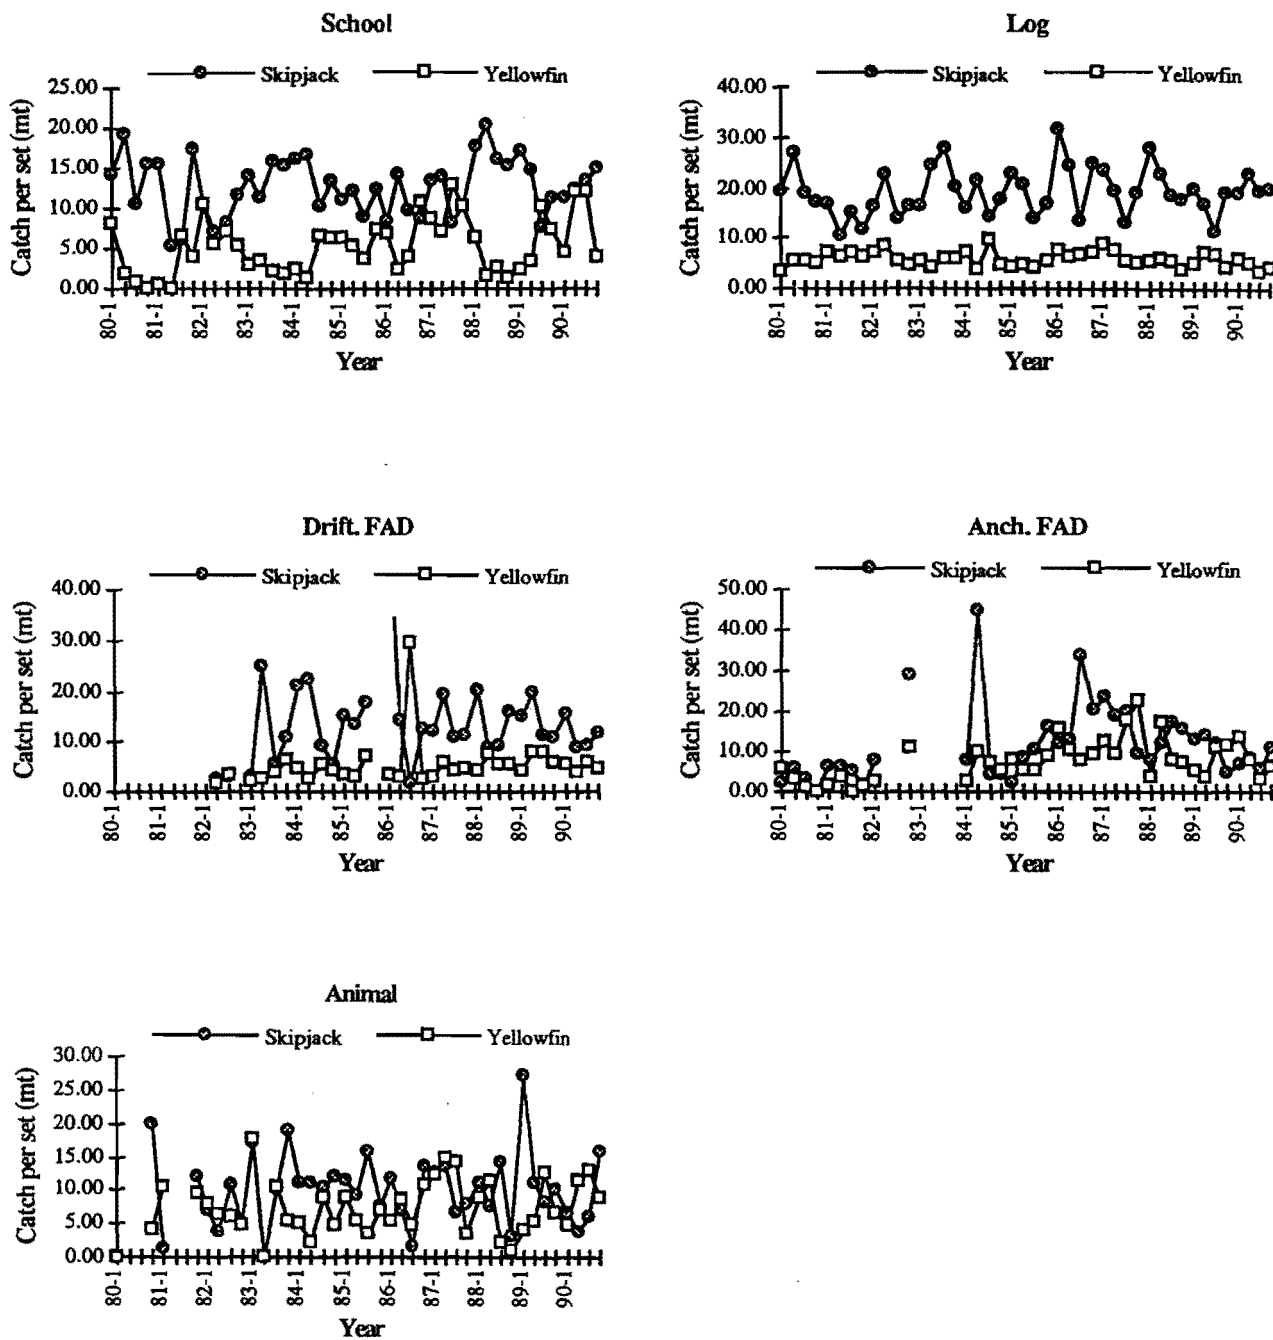 School
Skipjack Yellowfin
Catch per set (mt)
25.00
20.00
15.00
10.00
5.00
0.00
80-1 81-1 82-1 83-1 84-1 85-1 86-1 87-1 88-1 89-1 90-1
Year
Log
Skipjack Yellowfin
Catch per set (mt)
40.00
30.00
20.00
10.00
0.00
80-1 81-1 82-1 83-1 84-1 85-1 86-1 87-1 88-1 89-1 90-1
Year
Drift. FAD
Skipjack Yellowfin
Catch per set (mt)
40.00
30.00
20.00
10.00
0.00
80-1 81-1 82-1 83-1 84-1 85-1 86-1 87-1 88-1 89-1 90-1
Year
Anch. FAD
Skipjack Yellowfin
Catch per set (mt)
50.00
40.00
30.00
20.00
10.00
0.00
80-1 81-1 82-1 83-1 84-1 85-1 86-1 87-1 88-1 89-1 90-1
Year
Animal
Skipjack Yellowfin
Catch per set (mt)
30.00
25.00
20.00
15.00
10.00
5.00
0.00
80-1 81-1 82-1 83-1 84-1 85-1 86-1 87-1 88-1 89-1 90-1
Year